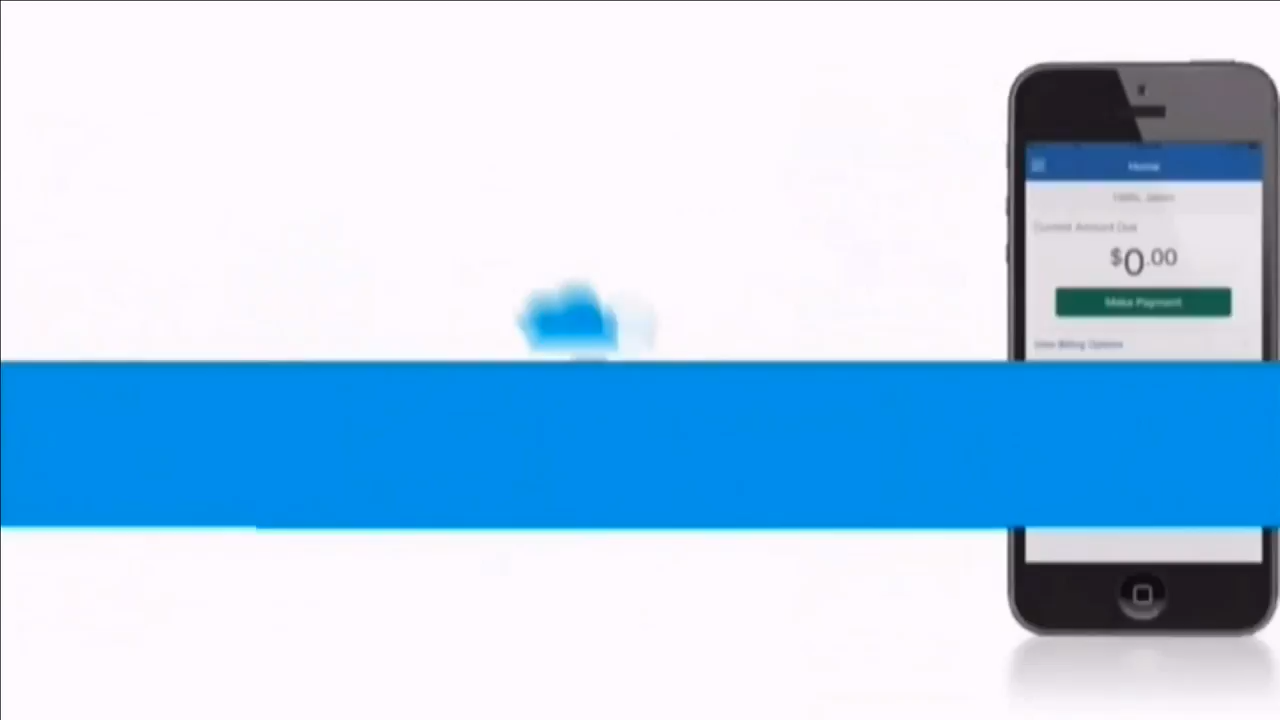 Home
Current Amount Due
$0.00
Make Payment
View Billing Options